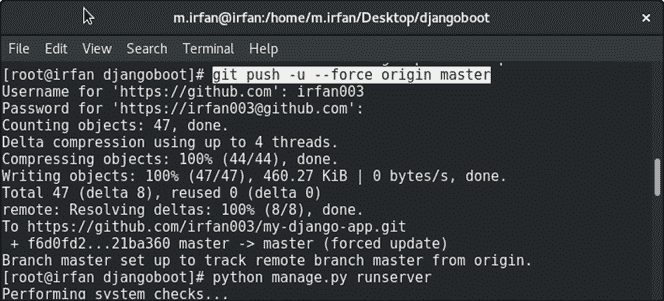 m.irfan@irfan:/home/m.irfan/Desktop/djangoboot
File Edit View Search Terminal Help
[root@irfan djangoboot]# git push -u --force origin master
Username for 'https://github.com': irfan003
Password for 'https://irfan003@github.com':
Counting objects: 47, done.
Delta compression using up to 4 threads.
Compressing objects: 100% (44/44), done.
Writing objects: 100% (47/47), 460.27 KiB | 0 bytes/s, done.
Total 47 (delta 8), reused 0 (delta 0)
remote: Resolving deltas: 100% (8/8), done.
To https://github.com/irfan003/my-django-app.git
+ f6d0fd2...21ba360 master -> master (forced update)
Branch master set up to track remote branch master from origin.
[root@irfan djangoboot]# python manage.py runserver
Performing system checks...